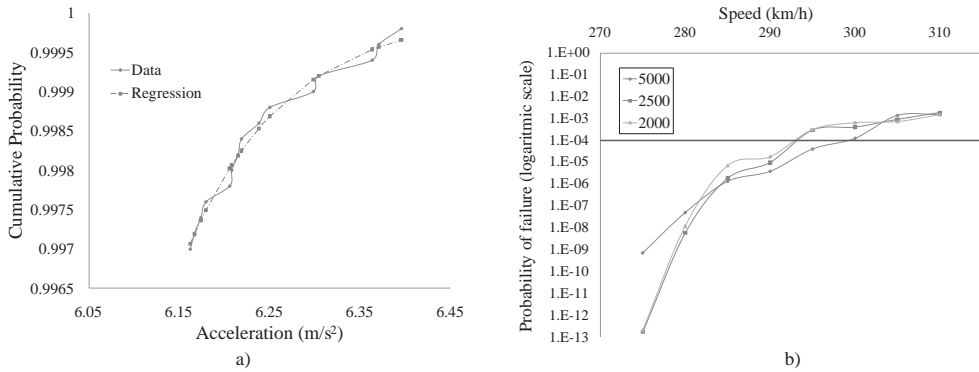 1
0.9995
0.999
0.9985
0.998
0.9975
0.997
0.9965
6.05
6.15
6.25
6.35
6.45
Cumulative Probability
Acceleration (m/s²)
Data
Regression
a)
Speed (km/h)
270
280
290
300
310
1.E+00
1.E-01
1.E-02
1.E-03
1.E-04
1.E-05
1.E-06
1.E-07
1.E-08
1.E-09
1.E-10
1.E-11
1.E-12
1.E-13
Probability of failure (logaritmic scale)
5000
2500
2000
b)